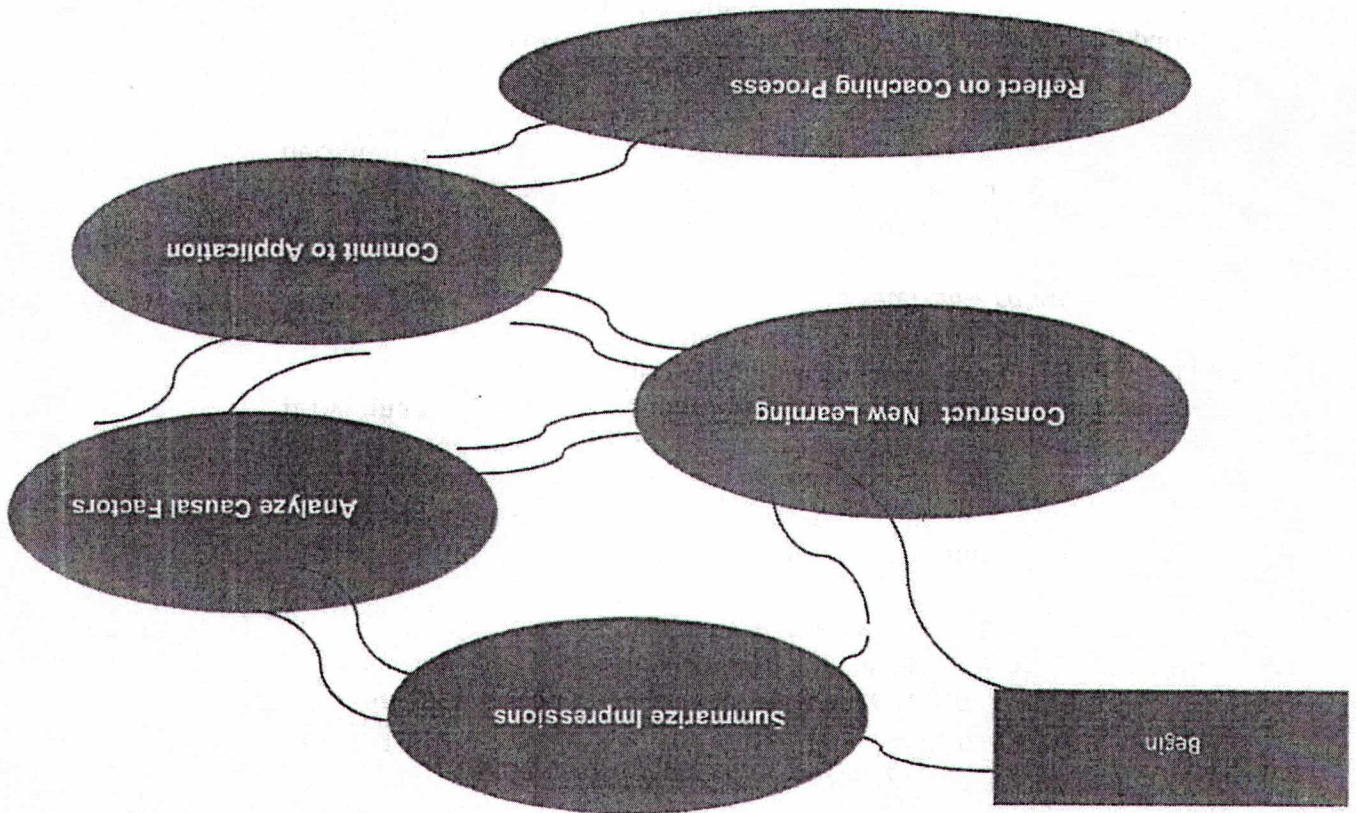 Begin
Summarize Impressions
Analyze Causal Factors
Construct New Learning
Commit to Application
Reflect on Coaching Process